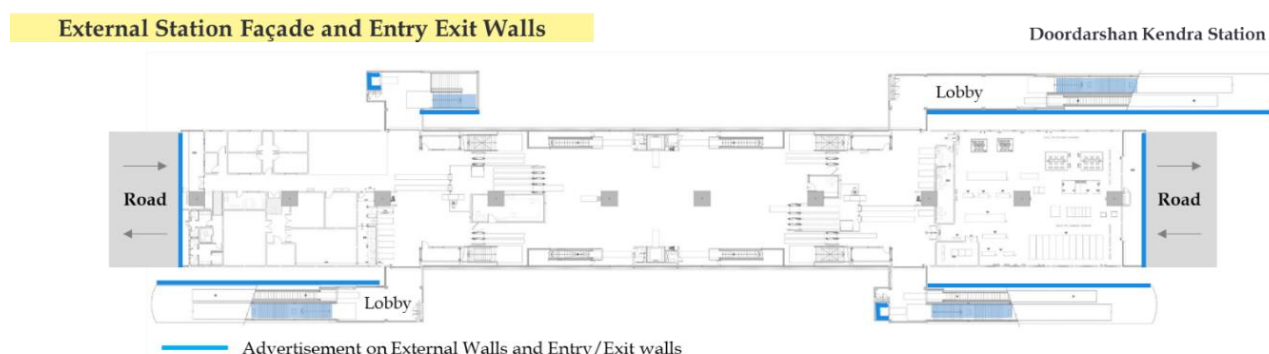 External Station Façade and Entry Exit Walls
Doordarshan Kendra Station
Lobby
Road
Road
Lobby
Advertisement on External Walls and Entry/Exit walls